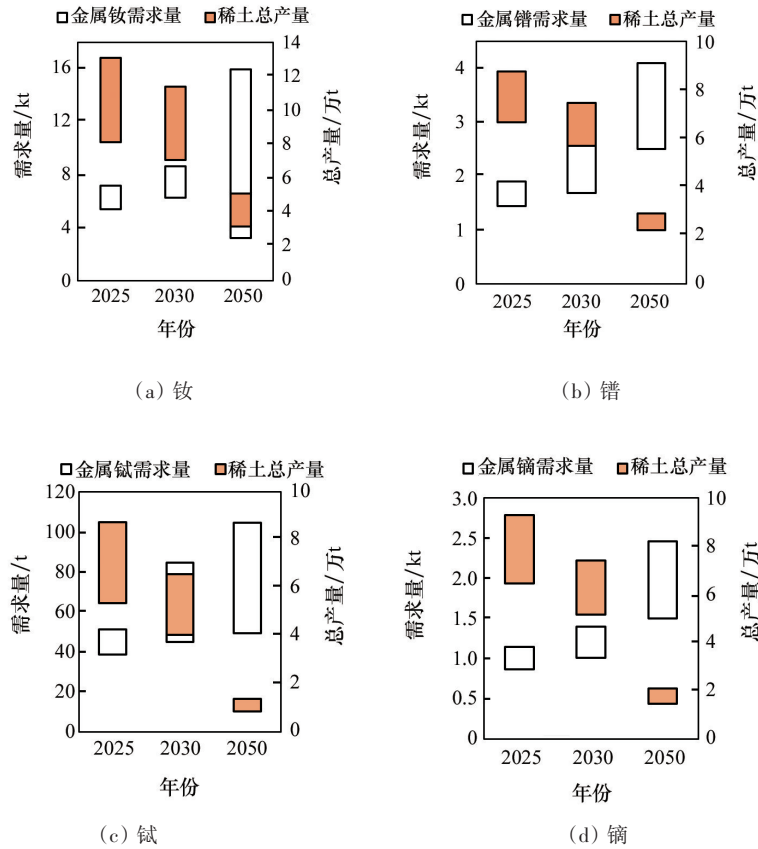 金属钕需求量 稀土总产量
需求量/kt
16
12
8
4
0
总产量/万t
14
12
10
8
6
4
2
0
2025 2030 2050
年份
(a) 钕
金属镨需求量 稀土总产量
需求量/kt
4
3
2
1
0
总产量/万t
10
8
6
4
2
0
2025 2030 2050
年份
(b) 镨
金属铽需求量 稀土总产量
需求量/t
120
100
80
60
40
20
0
总产量/万t
10
8
6
4
2
0
2025 2030 2050
年份
(c) 铽
金属镝需求量 稀土总产量
需求量/kt
3.0
2.5
2.0
1.5
1.0
0.5
0
总产量/万t
10
8
6
4
2
0
2025 2030 2050
年份
(d) 镝